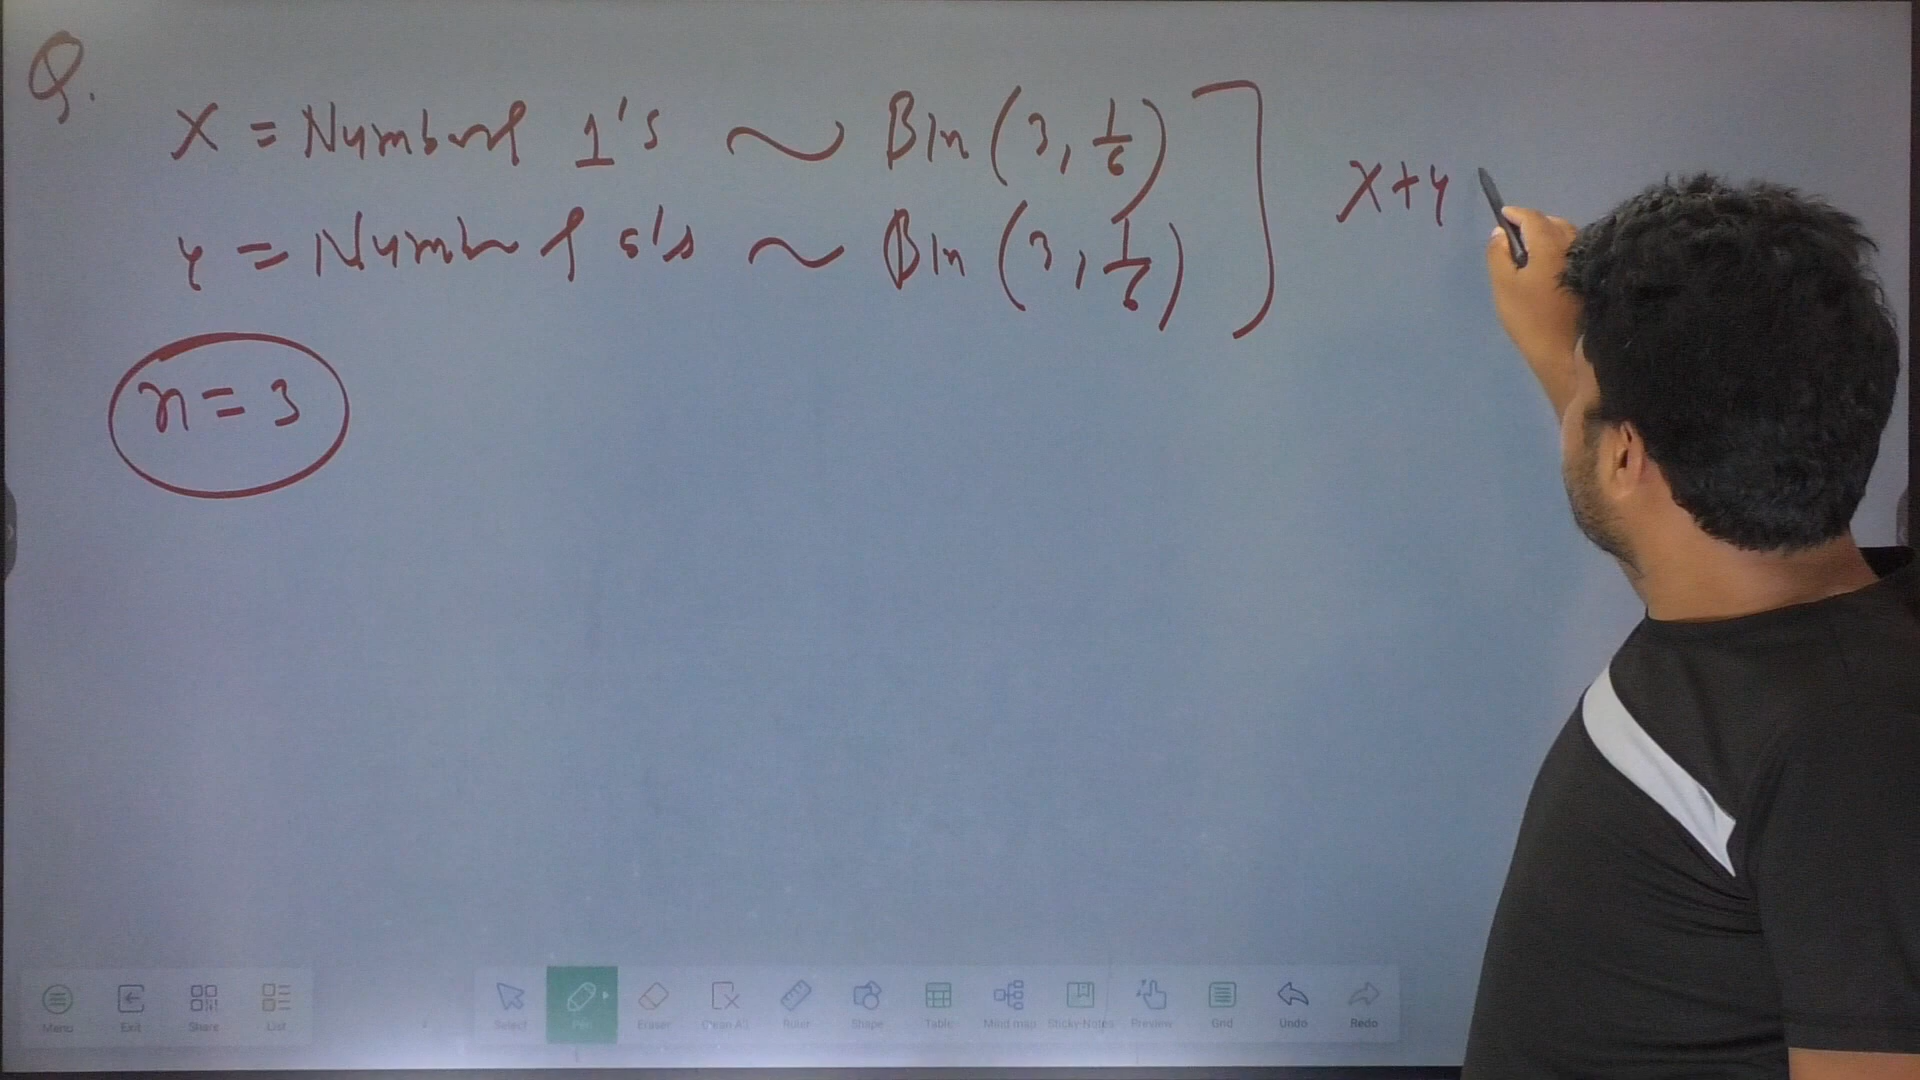 Q.
X = Number of 1's ~ Bin (3, 1/6)
Y = Number of 6's ~ Bin (3, 1/6)
X+Y
n = 3
Menu Exit Share List Select Pen Eraser Clean All Ruler Shape Table Mind map Sticky-Notes Preview Grid Undo Redo